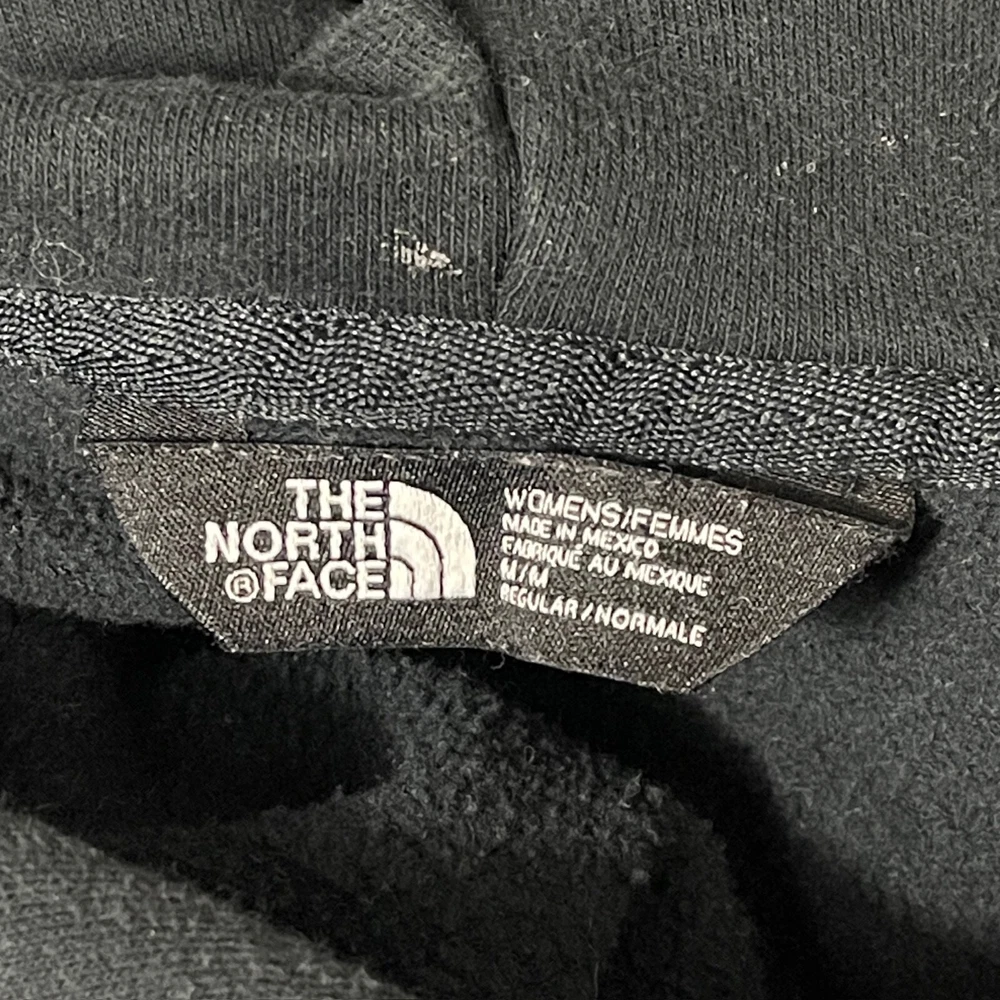 THE
NORTH
®FACE
WOMENS/FEMMES
MADE IN MEXICO
FABRIQUÉ AU MEXIQUE
M/M
REGULAR/NORMALE